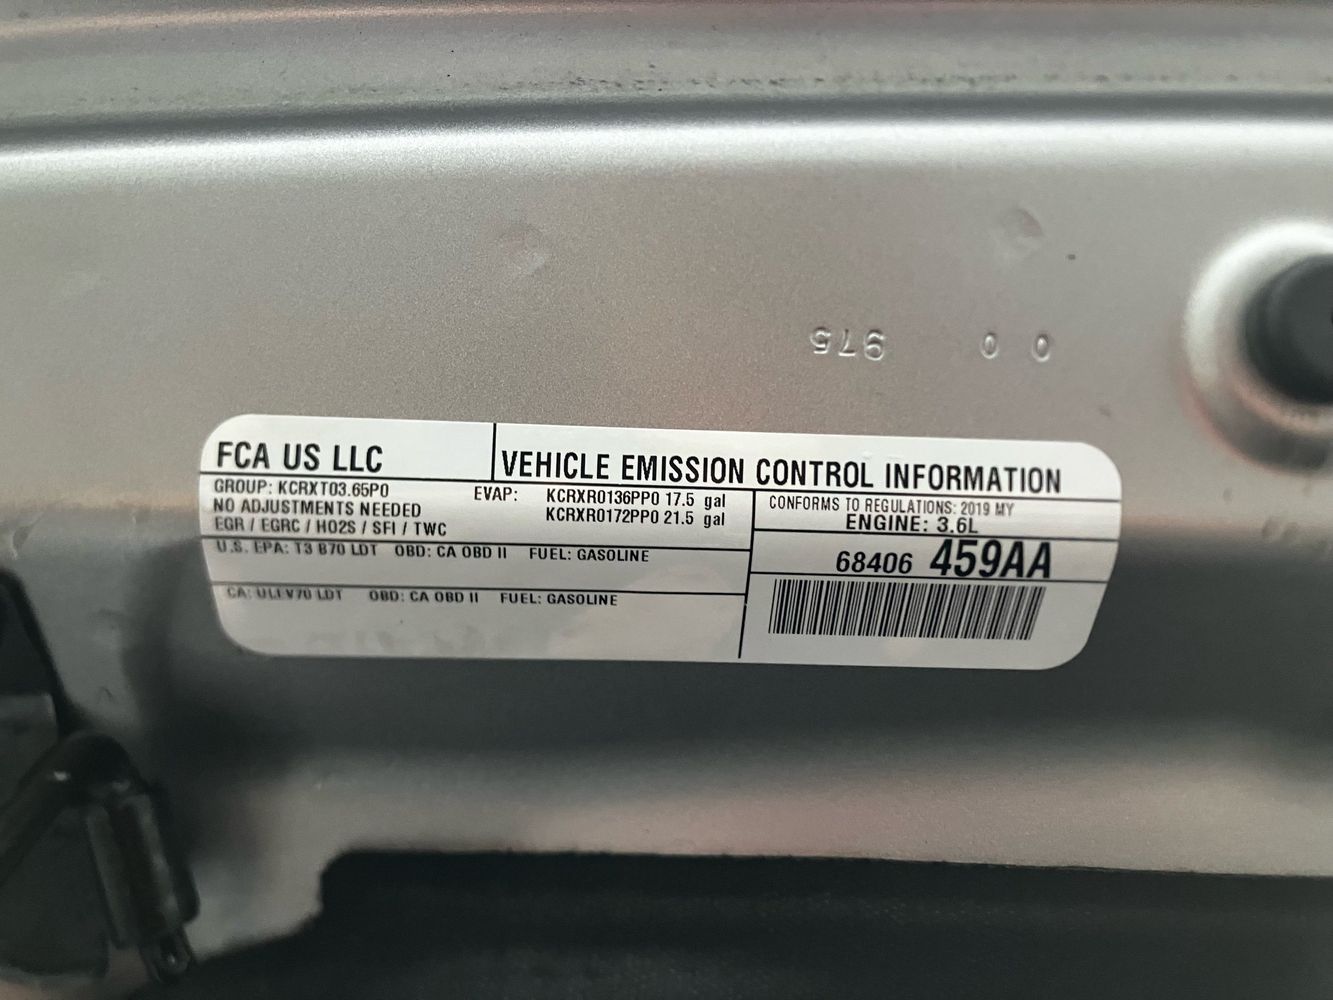 975 0 0
FCA US LLC
VEHICLE EMISSION CONTROL INFORMATION
GROUP: KCRXT03.65P0
NO ADJUSTMENTS NEEDED
EGR / EGRC / HO2S / SFI / TWC
EVAP: KCRXR0136PP0 17.5 gal
KCRXR0172PP0 21.5 gal
CONFORMS TO REGULATIONS: 2019 MY
ENGINE: 3.6L
U.S. EPA: T3 B70 LDT OBD: CA OBD II FUEL: GASOLINE
68406 459AA
CA: ULEV70 LDT OBD: CA OBD II FUEL: GASOLINE